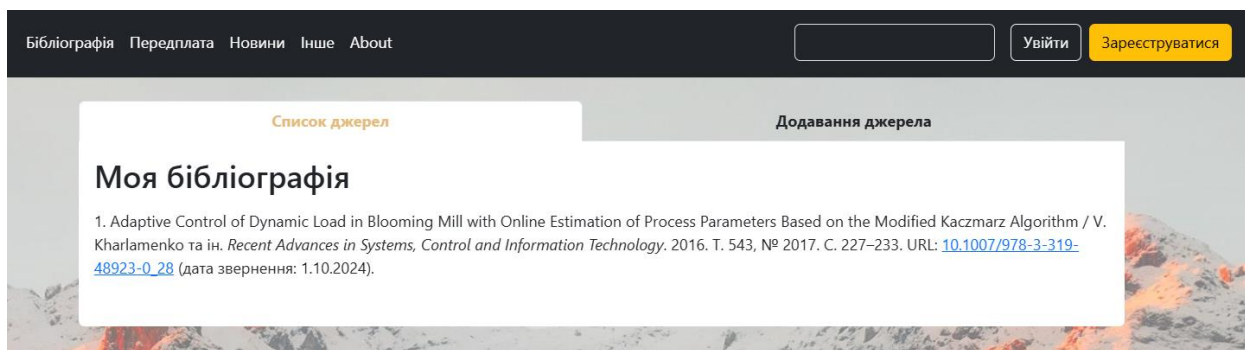 Бібліографія Передплата Новини Інше About Увійти Зареєструватися
Список джерел Додавання джерела
Моя бібліографія
1. Adaptive Control of Dynamic Load in Blooming Mill with Online Estimation of Process Parameters Based on the Modified Kaczmarz Algorithm / V.
Kharlamenko та ін. Recent Advances in Systems, Control and Information Technology. 2016. Т. 543, № 2017. С. 227–233. URL: 10.1007/978-3-319-
48923-0_28 (дата звернення: 1.10.2024).